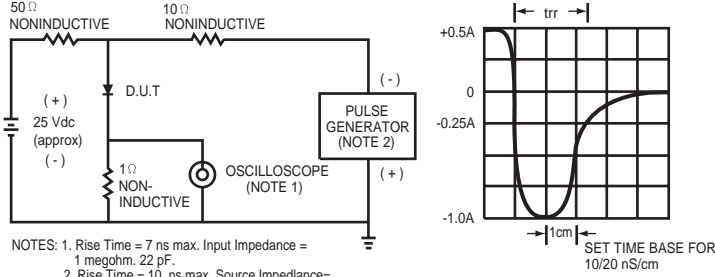 50 Ω
NONINDUCTIVE
10 Ω
NONINDUCTIVE
(+)
25 Vdc
(approx)
(-)
D.U.T
1 Ω
NON-
INDUCTIVE
OSCILLOSCOPE
(NOTE 1)
(-)
PULSE
GENERATOR
(NOTE 2)
(+)
trr
+0.5A
0
-0.25A
-1.0A
1cm
SET TIME BASE FOR
10/20 nS/cm
NOTES: 1. Rise Time = 7 ns max. Input Impedance =
1 megohm. 22 pF.
2. Rise Time = 10 ns max. Source Impedlance=